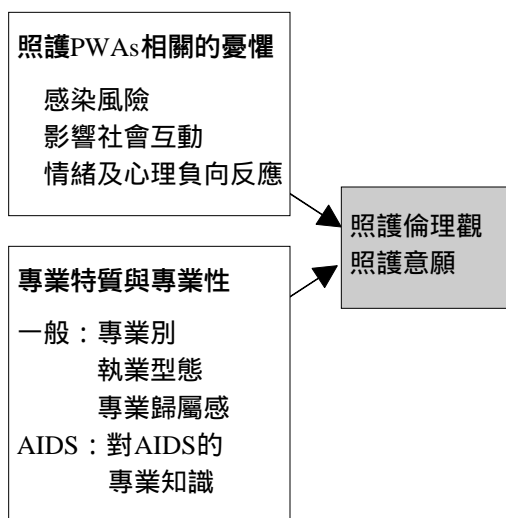 照護PWAs相關的憂懼
感染風險
影響社會互動
情緒及心理負向反應
照護倫理觀
照護意願
專業特質與專業性
一般：專業別
執業型態
專業歸屬感
AIDS：對AIDS的
專業知識